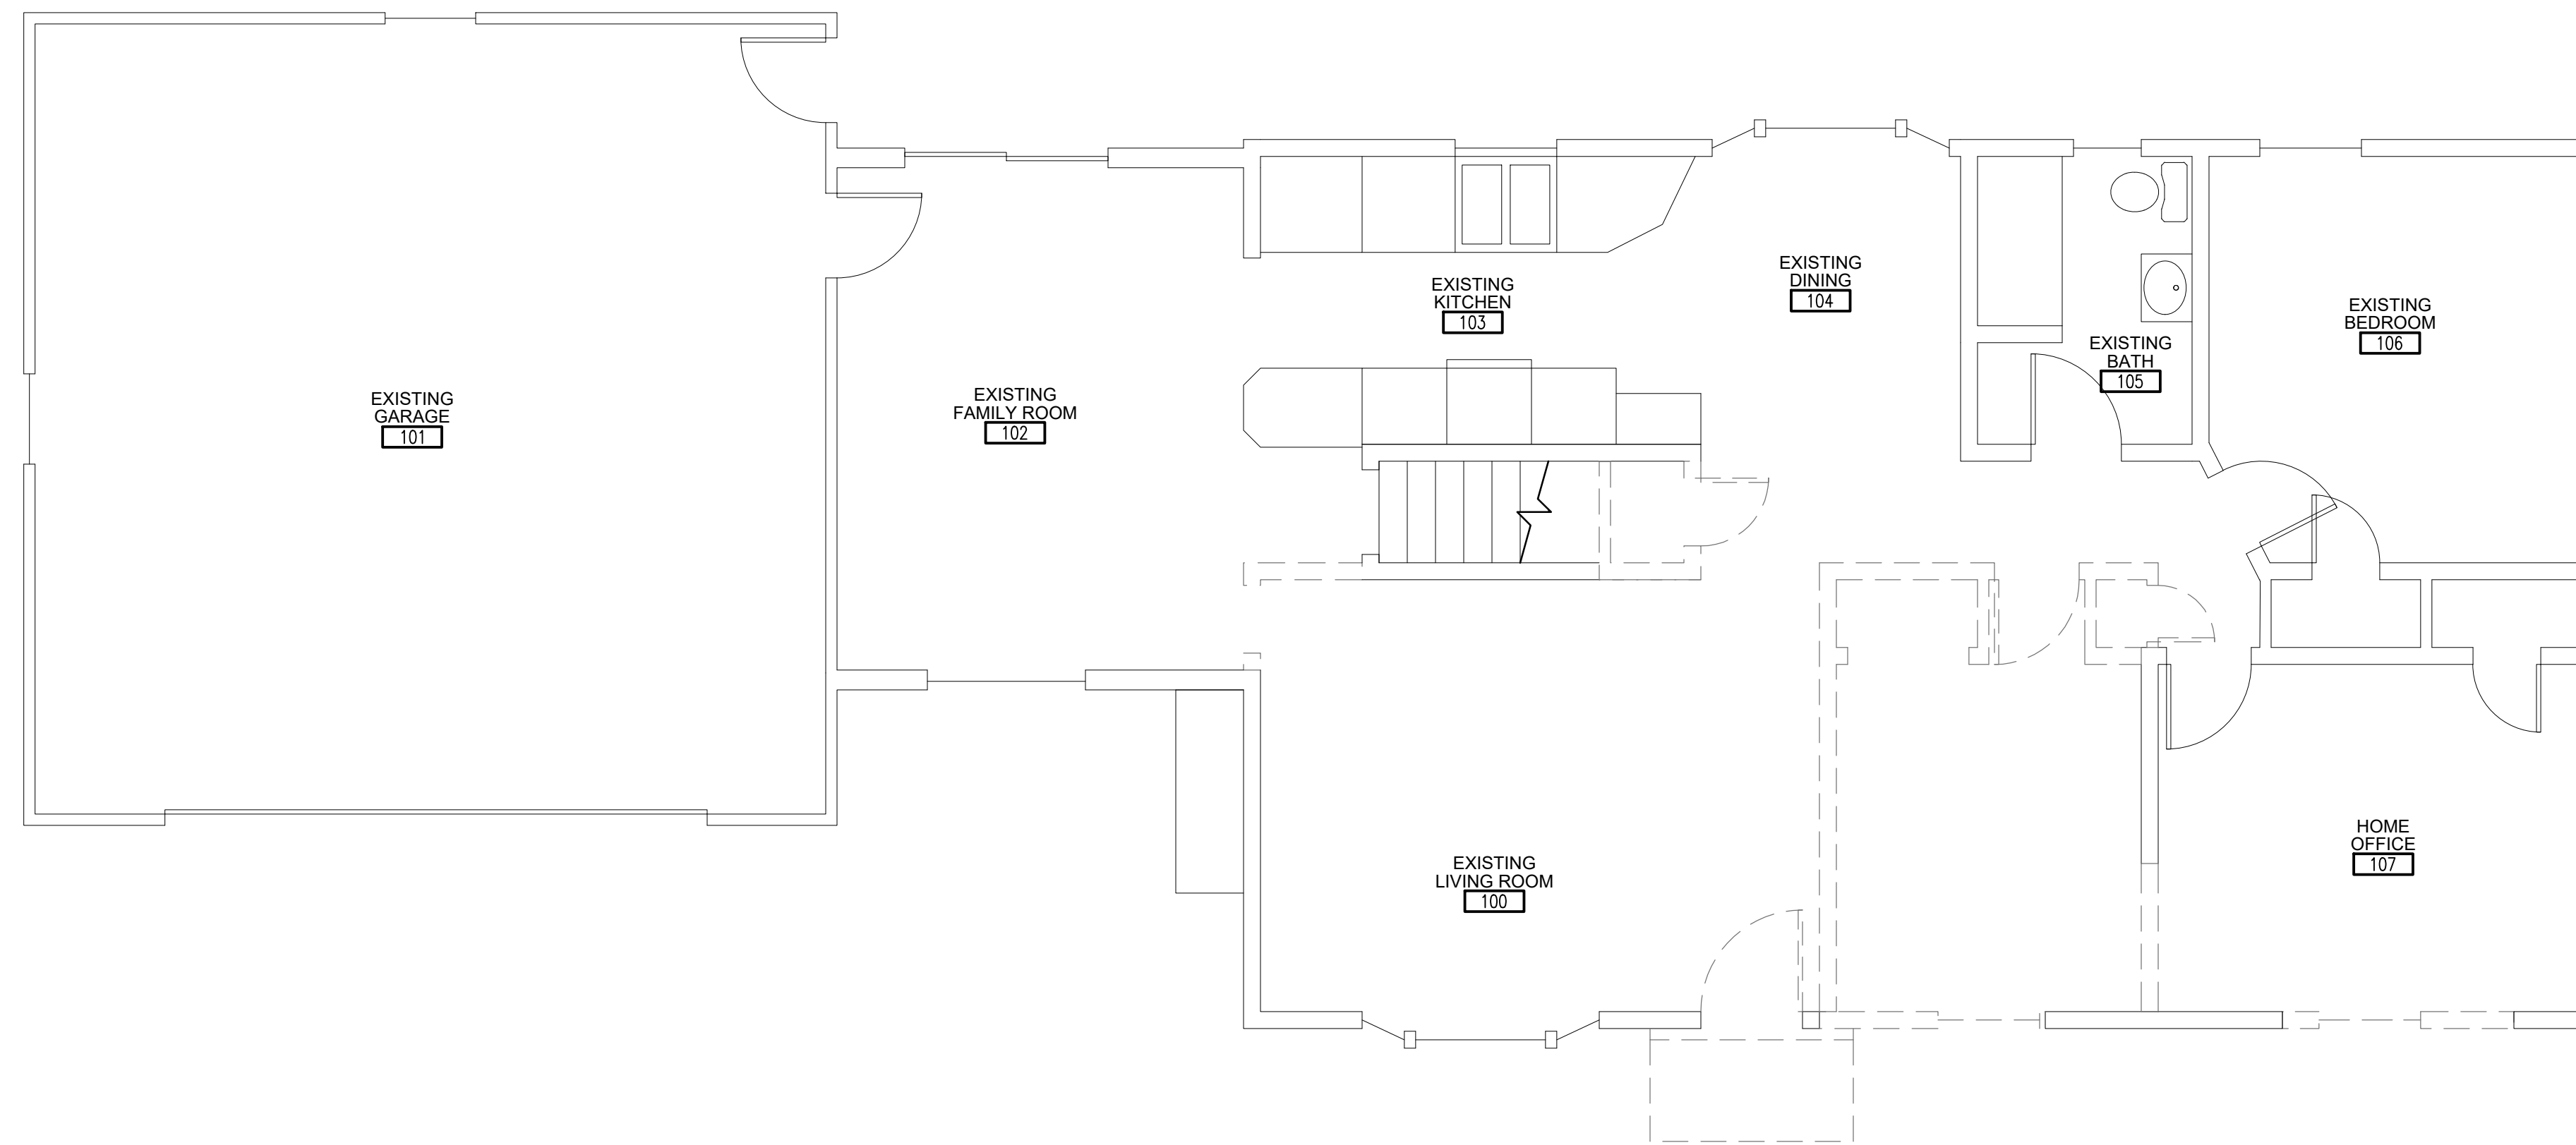 EXISTING
GARAGE
101
EXISTING
FAMILY ROOM
102
EXISTING
KITCHEN
103
EXISTING
DINING
104
EXISTING
BATH
105
EXISTING
BEDROOM
106
EXISTING
LIVING ROOM
100
HOME
OFFICE
107